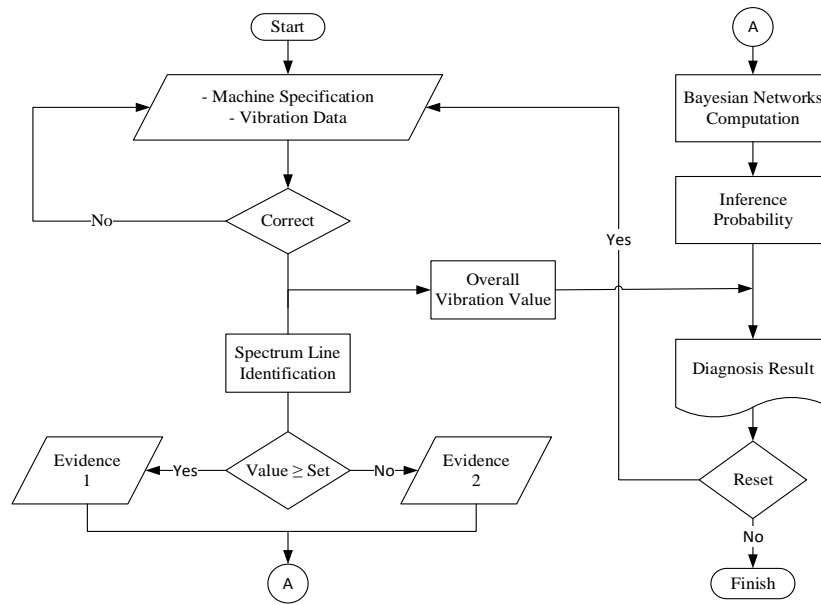 Start
- Machine Specification
- Vibration Data
Correct
No
Overall
Vibration Value
Spectrum Line
Identification
Value ≥ Set
Yes
No
Evidence
1
Evidence
2
A
A
Bayesian Networks
Computation
Inference
Probability
Diagnosis Result
Reset
Yes
No
Finish